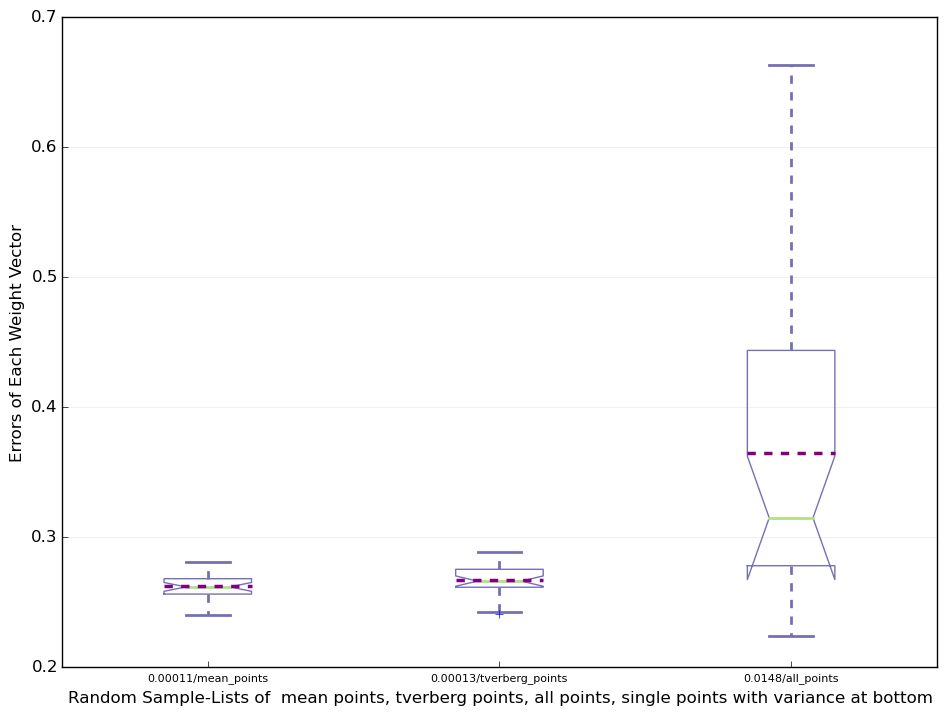 0.7
0.6
0.5
0.4
0.3
0.2
Errors of Each Weight Vector
0.00011/mean_points 0.00013/tverberg_points 0.0148/all_points
Random Sample-Lists of  mean points, tverberg points, all points, single points with variance at bottom